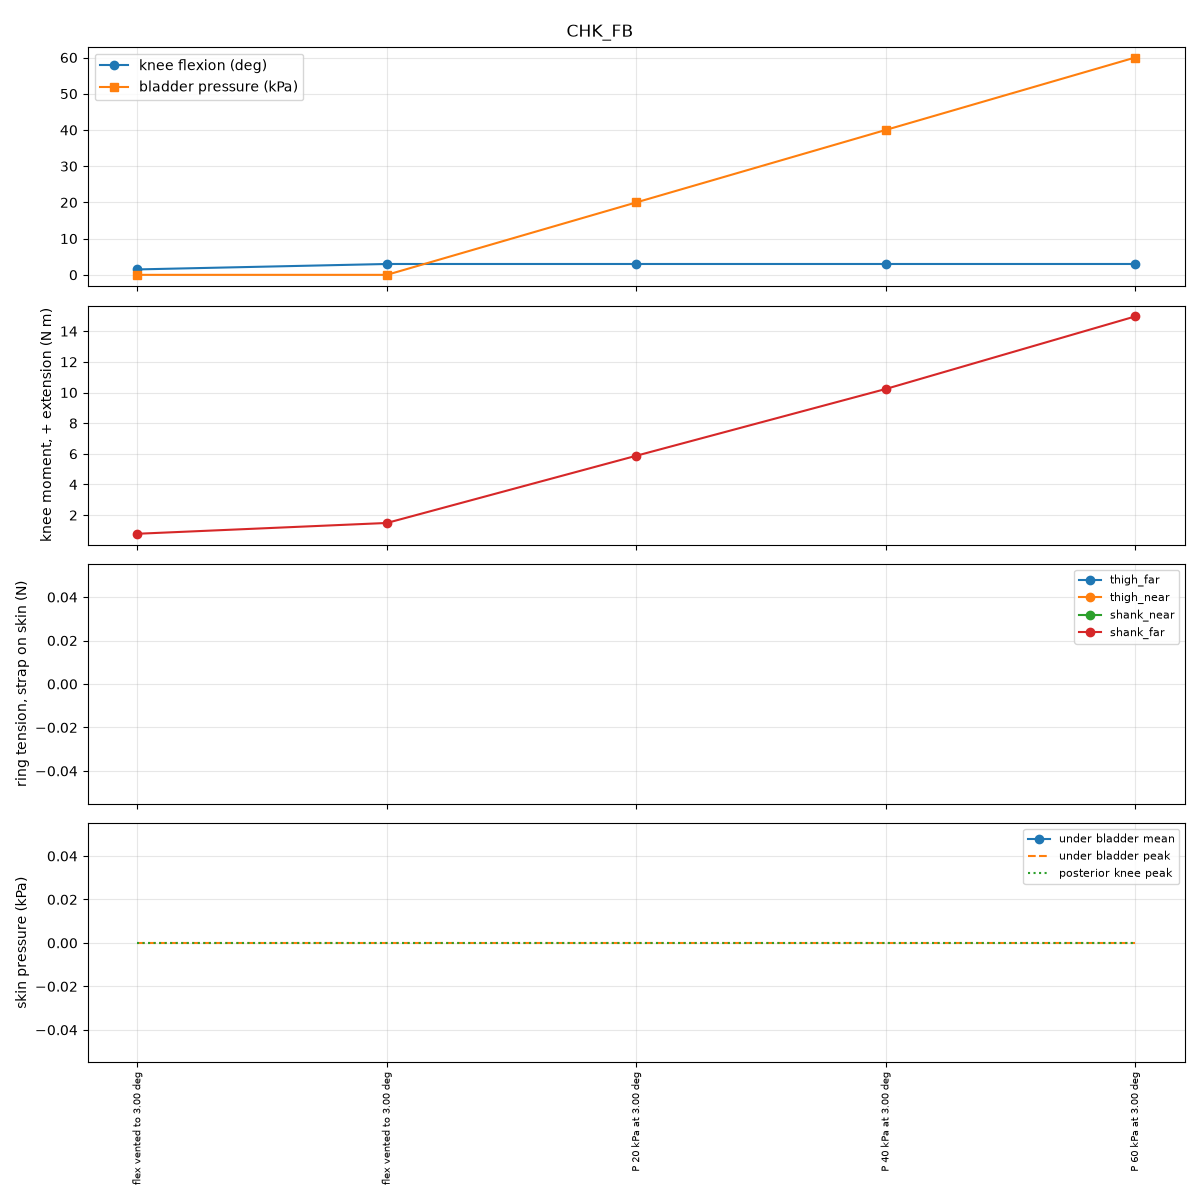 CHK_FB
60
50
40
30
20
10
0
knee flexion (deg)
bladder pressure (kPa)
knee moment, + extension (N m)
14
12
10
8
6
4
2
ring tension, strap on skin (N)
0.04
0.02
0.00
−0.02
−0.04
thigh_far
thigh_near
shank_near
shank_far
skin pressure (kPa)
0.04
0.02
0.00
−0.02
−0.04
under bladder mean
under bladder peak
posterior knee peak
flex vented to 3.00 deg
flex vented to 3.00 deg
P 20 kPa at 3.00 deg
P 40 kPa at 3.00 deg
P 60 kPa at 3.00 deg